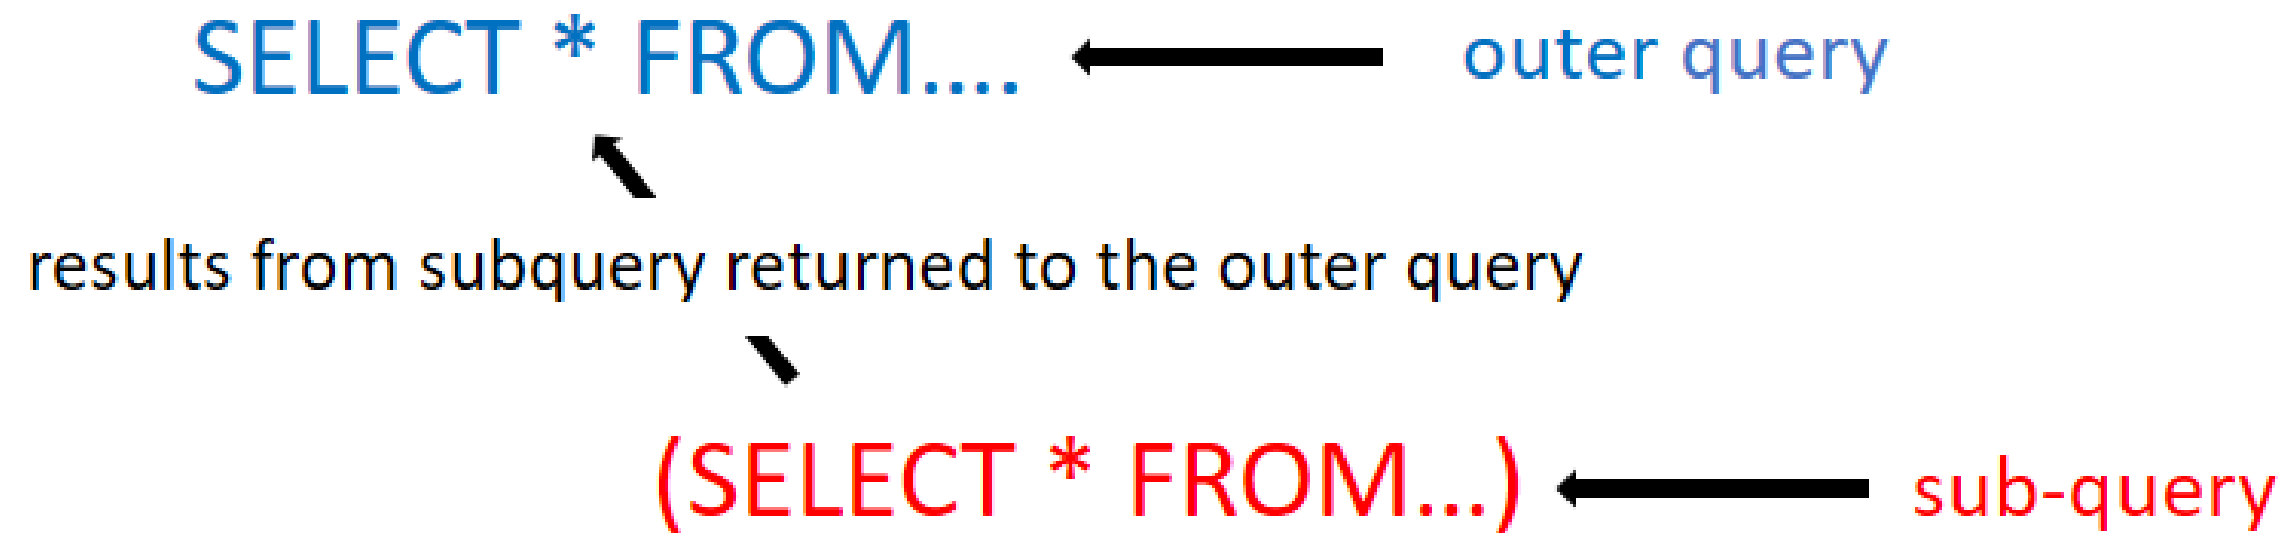 SELECT * FROM.... outer query
results from subquery returned to the outer query
(SELECT * FROM...) sub-query